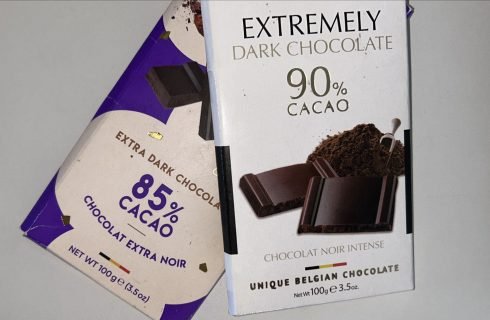 EXTREMELY
DARK CHOCOLATE
90%
CACAO
CHOCOLAT NOIR INTENSE
UNIQUE BELGIAN CHOCOLATE
Net Wt 100g ℮ 3.5oz.
EXTRA DARK CHOCOLA
85%
CACAO
CHOCOLAT EXTRA NOIR
NET WT 100g ℮ (3.5oz)